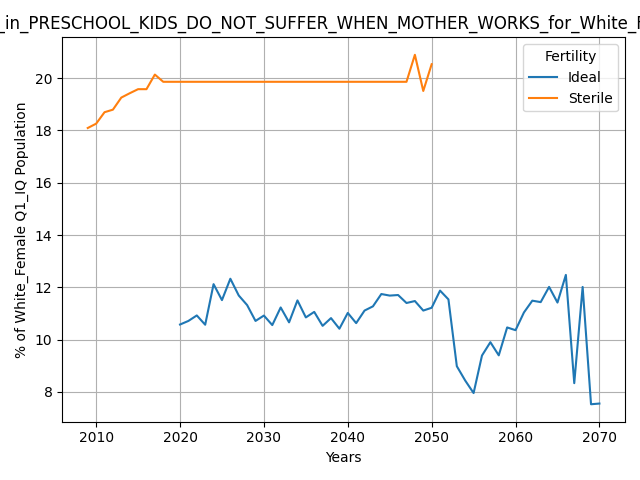 _in_PRESCHOOL_KIDS_DO_NOT_SUFFER_WHEN_MOTHER_WORKS_for_White_
Fertility
Ideal
Sterile
% of White_Female Q1_IQ Population
20
18
16
14
12
10
8
2010 2020 2030 2040 2050 2060 2070
Years